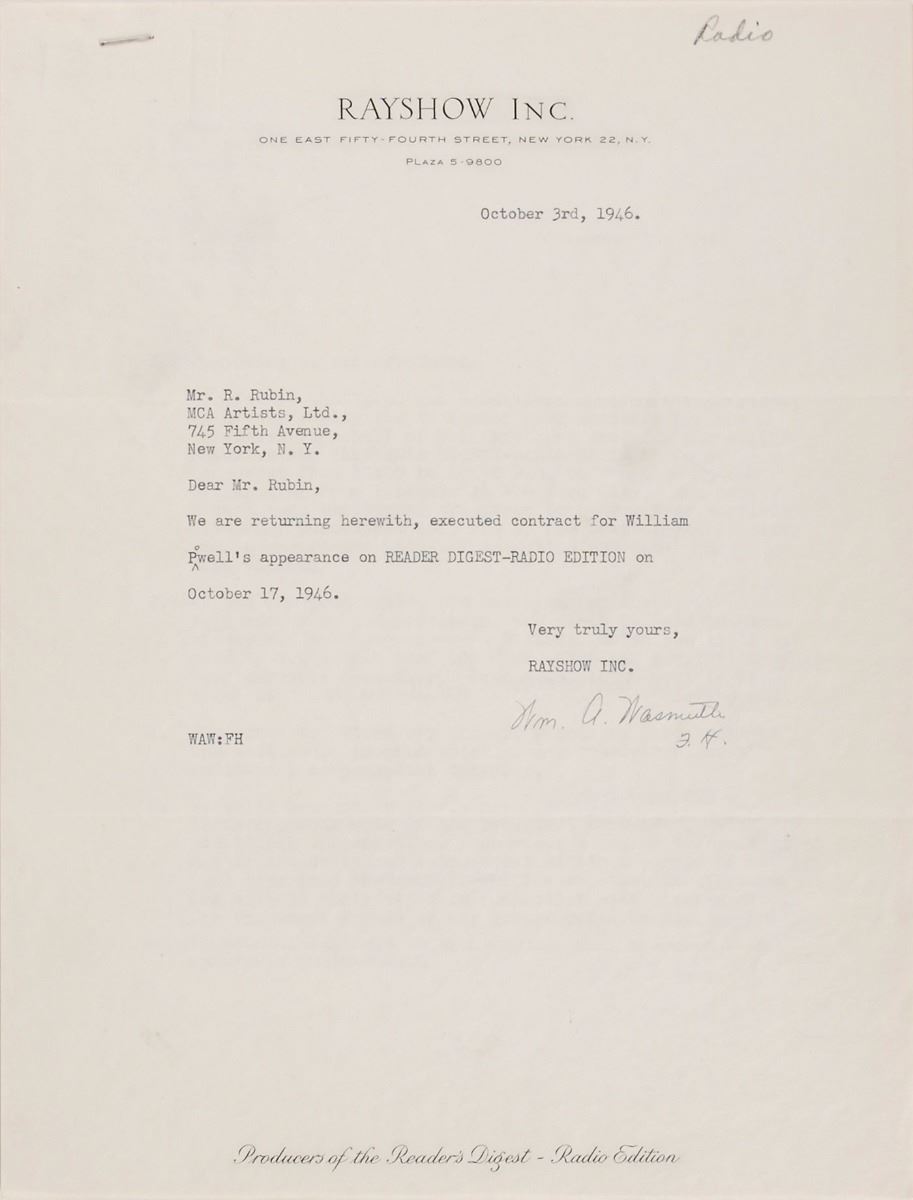 Radio
RAYSHOW INC.
ONE EAST FIFTY-FOURTH STREET, NEW YORK 22, N.Y.
PLAZA 5-9800
October 3rd, 1946.
Mr. R. Rubin,
MCA Artists, Ltd.,
745 Fifth Avenue,
New York, N. Y.
Dear Mr. Rubin,
We are returning herewith, executed contract for William
Powell's appearance on READER DIGEST-RADIO EDITION on
October 17, 1946.
Very truly yours,
RAYSHOW INC.
Wm. A. Wasmuth
F. H.
WAW:FH
Producers of the Reader's Digest - Radio Edition